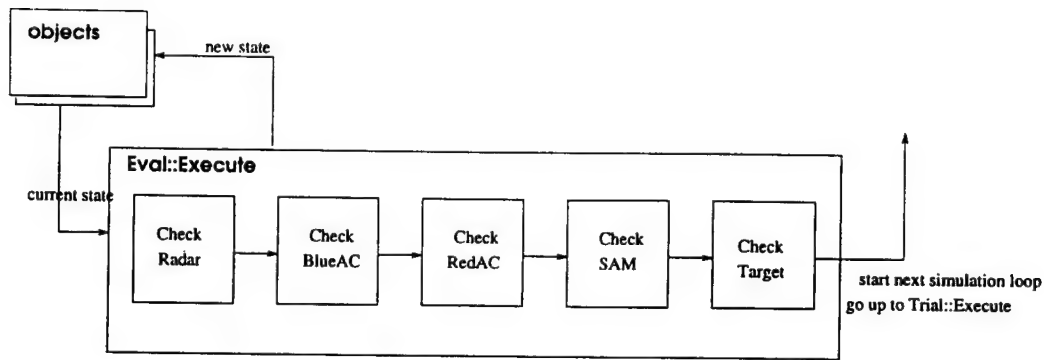 objects
new state
Eval::Execute
current state
Check
Radar
Check
BlueAC
Check
RedAC
Check
SAM
Check
Target
start next simulation loop
go up to Trial::Execute